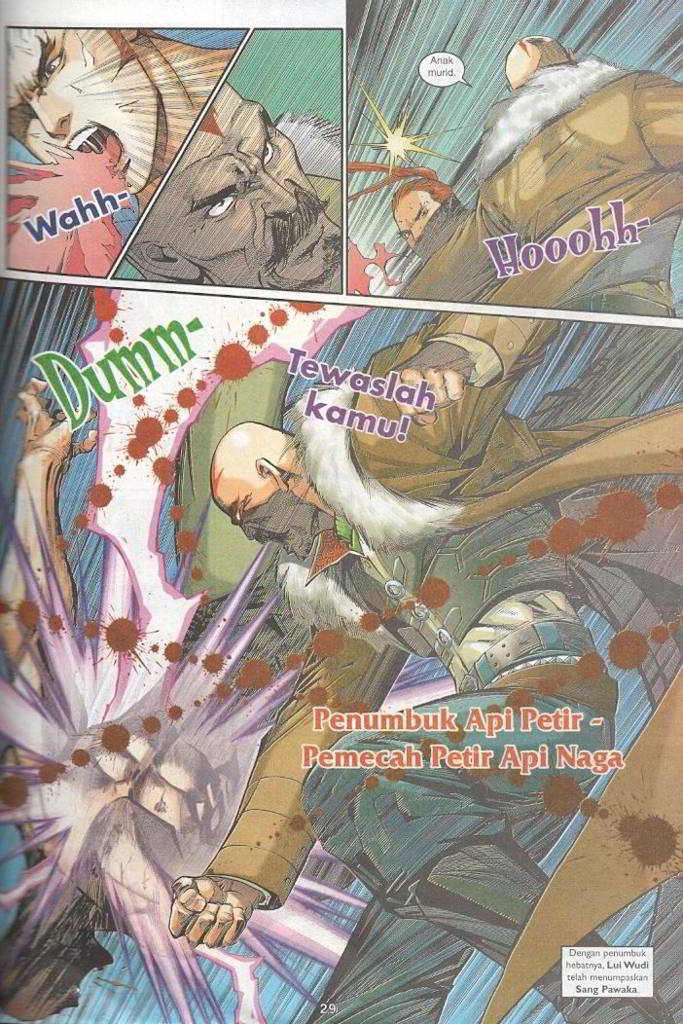 Wahh-
Anak
murid.
Hooohh-
Dumm-
Tewaslah
kamu!
Penumbuk Api Petir -
Pemecah Petir Api Naga
Dengan penumbuk
hebatnya, Lui Wudi
telah menumpaskan
Sang Pawaka.
29